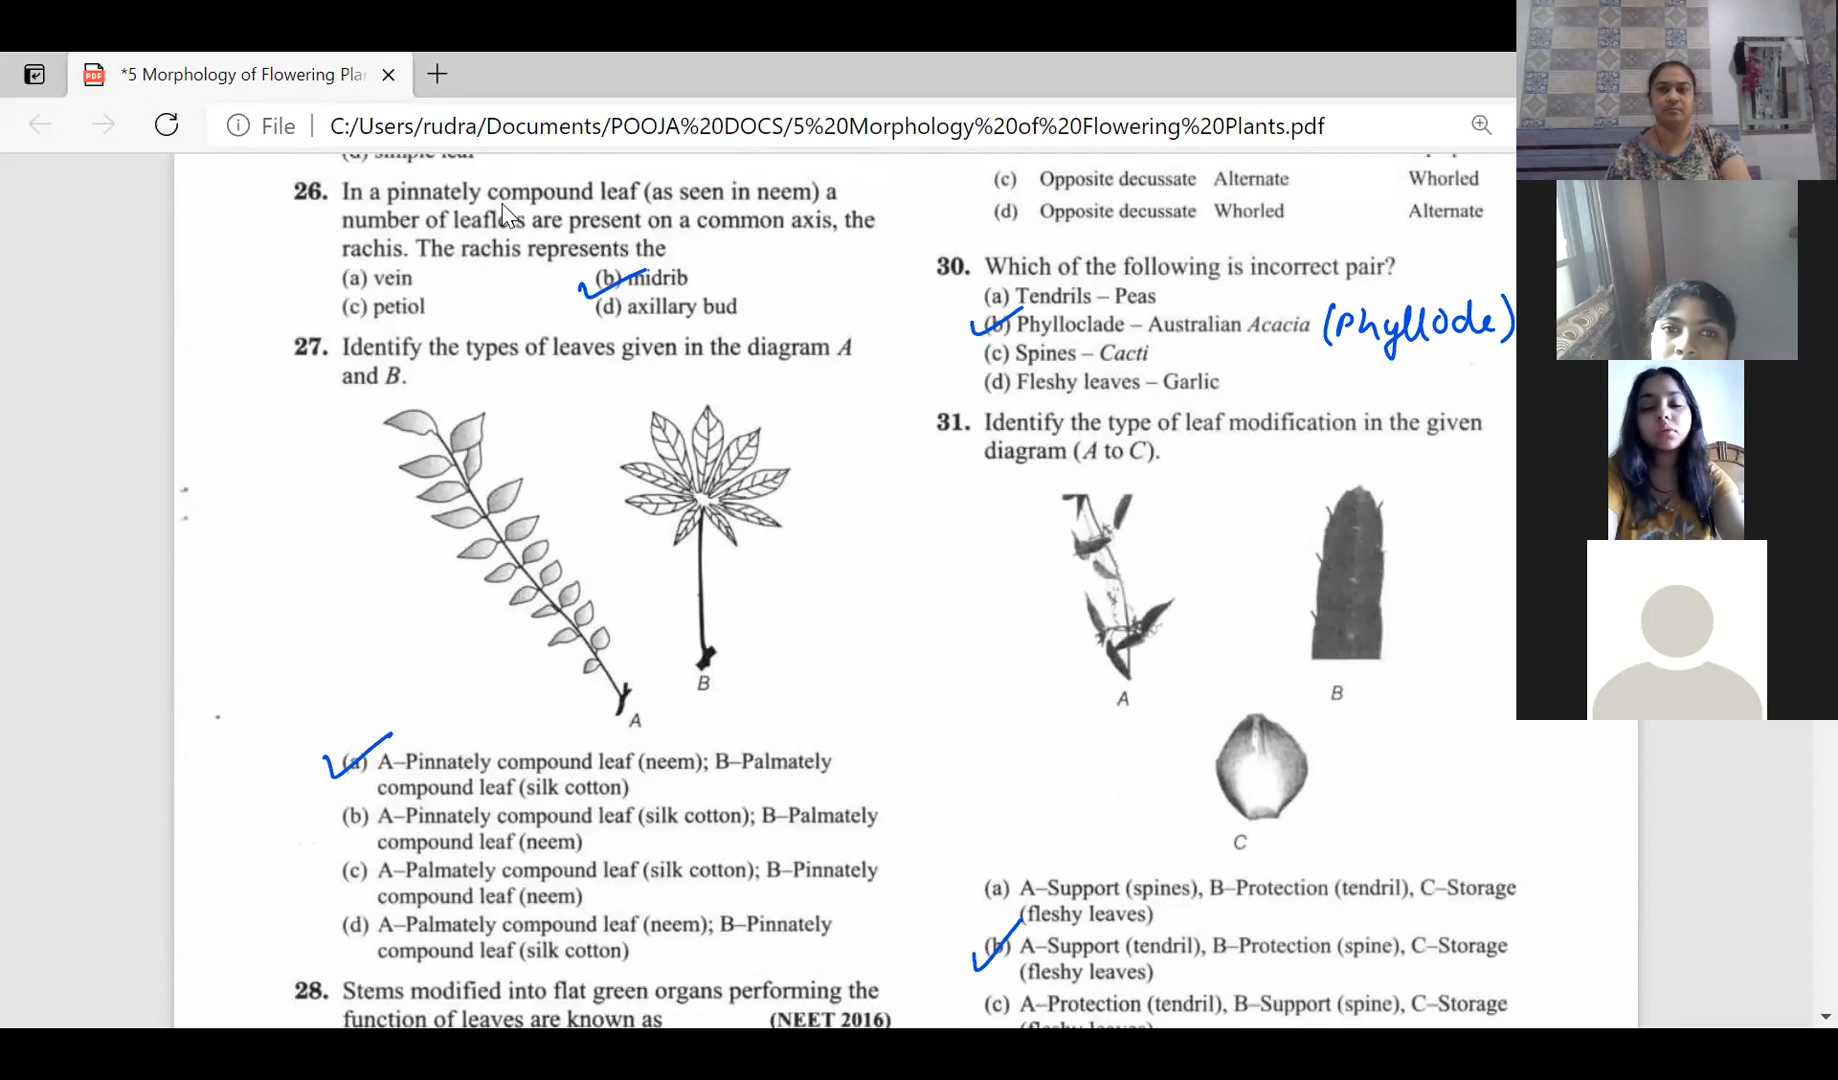 *5 Morphology of Flowering Pla
File
C:/Users/rudra/Documents/POOJA%20DOCS/5%20Morphology%20of%20Flowering%20Plants.pdf
(d) simple leaf
26. In a pinnately compound leaf (as seen in neem) a
number of leaflets are present on a common axis, the
rachis. The rachis represents the
(a) vein (b) midrib
(c) petiol (d) axillary bud
27. Identify the types of leaves given in the diagram A
and B.
B
A
(a) A–Pinnately compound leaf (neem); B–Palmately
compound leaf (silk cotton)
(b) A–Pinnately compound leaf (silk cotton); B–Palmately
compound leaf (neem)
(c) A–Palmately compound leaf (silk cotton); B–Pinnately
compound leaf (neem)
(d) A–Palmately compound leaf (neem); B–Pinnately
compound leaf (silk cotton)
28. Stems modified into flat green organs performing the
function of leaves are known as (NEET 2016)
(c) Opposite decussate Alternate Whorled
(d) Opposite decussate Whorled Alternate
30. Which of the following is incorrect pair?
(a) Tendrils – Peas
(b) Phylloclade – Australian Acacia (Phyllode)
(c) Spines – Cacti
(d) Fleshy leaves – Garlic
31. Identify the type of leaf modification in the given
diagram (A to C).
A
B
C
(a) A–Support (spines), B–Protection (tendril), C–Storage
(fleshy leaves)
(b) A–Support (tendril), B–Protection (spine), C–Storage
(fleshy leaves)
(c) A–Protection (tendril), B–Support (spine), C–Storage